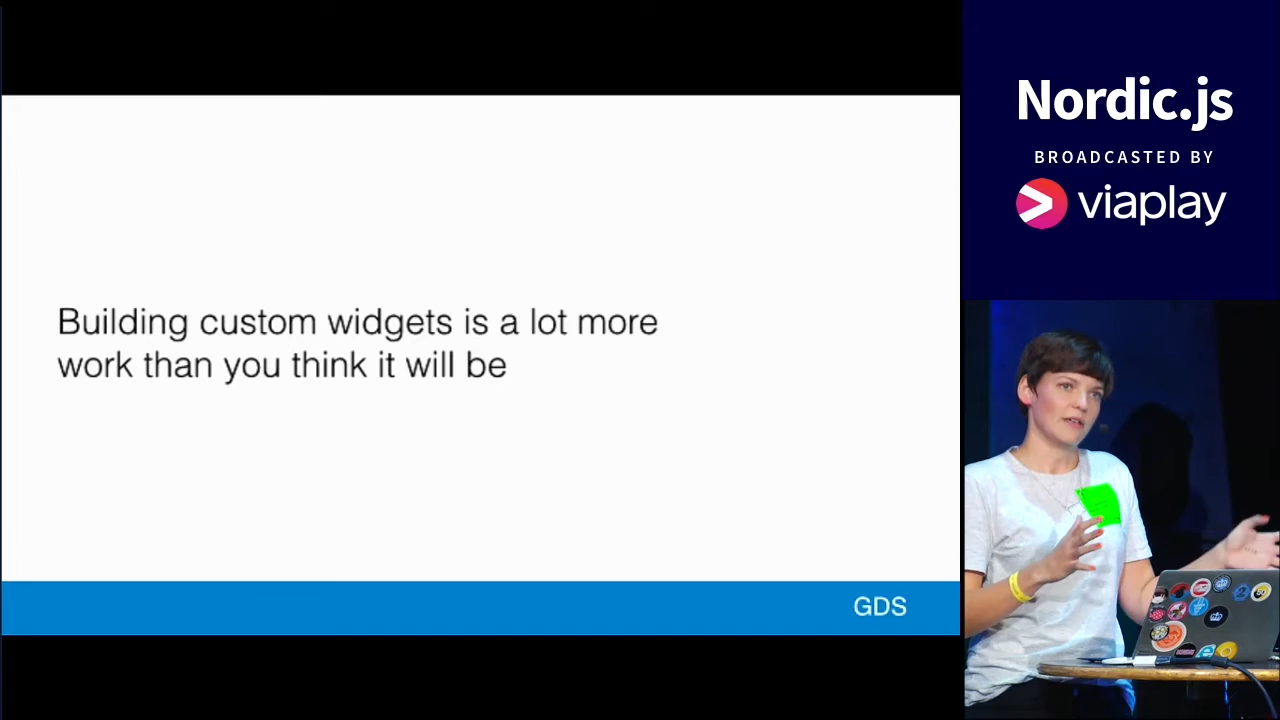 Building custom widgets is a lot more
work than you think it will be
GDS
Nordic.js
BROADCASTED BY
viaplay